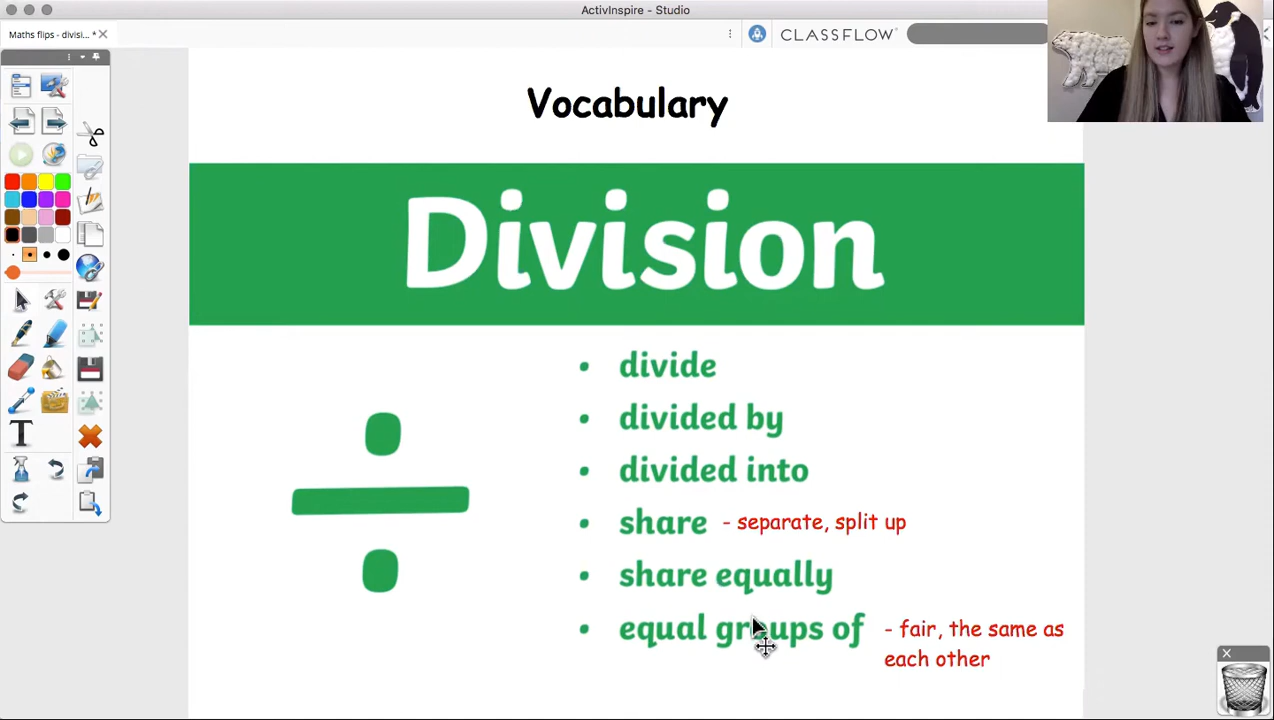 ActivInspire - Studio
Maths flips - divisi... *
CLASSFLOW
Vocabulary
Division
÷
• divide
• divided by
• divided into
• share - separate, split up
• share equally
• equal groups of - fair, the same as
each other
T